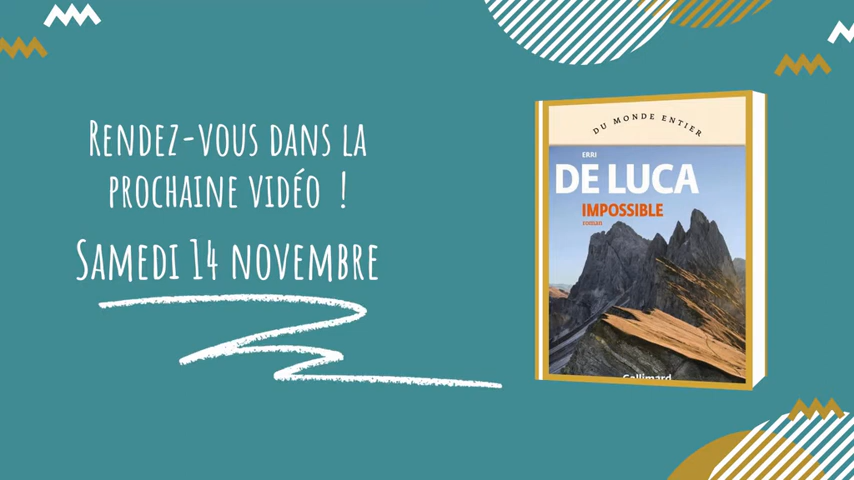 Rendez-vous dans la
prochaine vidéo !
Samedi 14 novembre
DU MONDE ENTIER
ERRI
DE LUCA
IMPOSSIBLE
roman
Gallimard